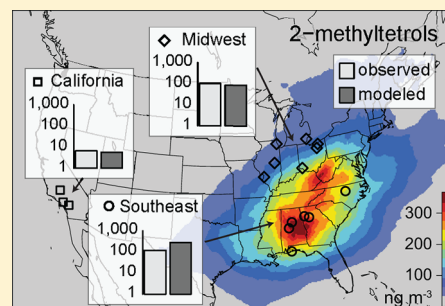 2-methyltetrols
observed
modeled
Midwest
1,000
100
10
1
California
1,000
100
10
1
Southeast
1,000
100
10
1
300
200
100
ng m-3